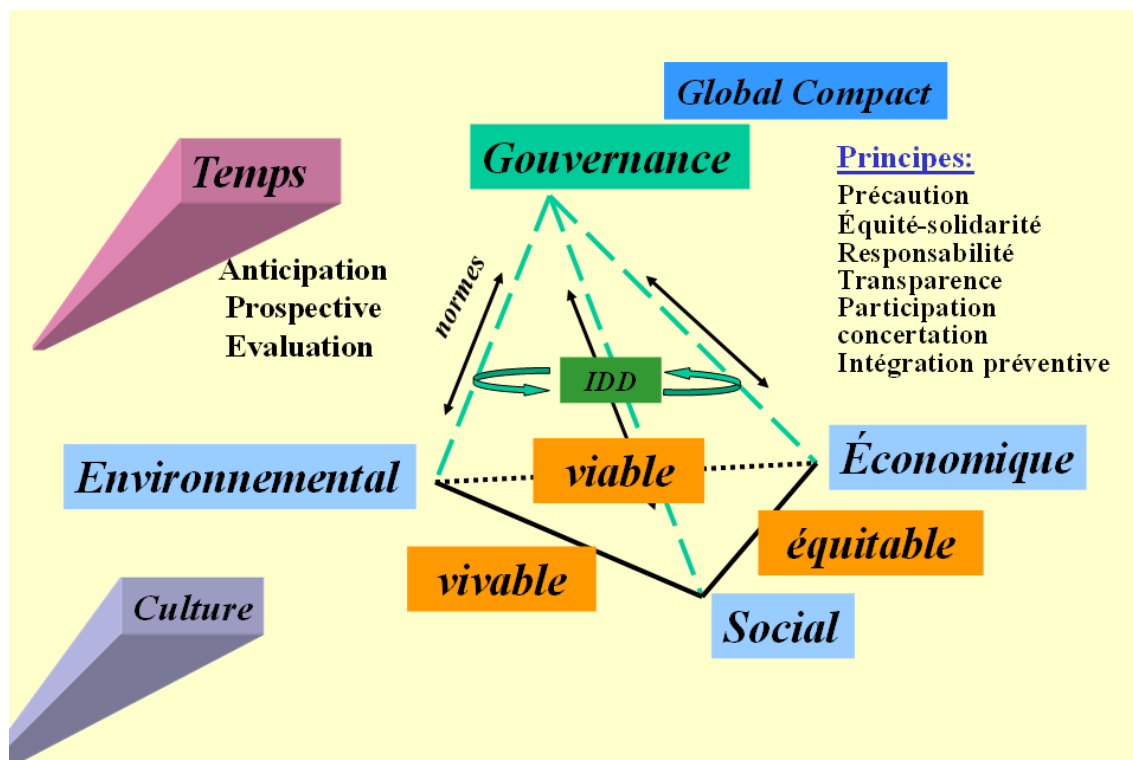 Global Compact
Gouvernance
Temps
Principes:
Précaution
Équité-solidarité
Responsabilité
Transparence
Participation
concertation
Intégration préventive
Anticipation
Prospective
Evaluation
normes
IDD
Environnemental
viable
Économique
vivable
équitable
Culture
Social